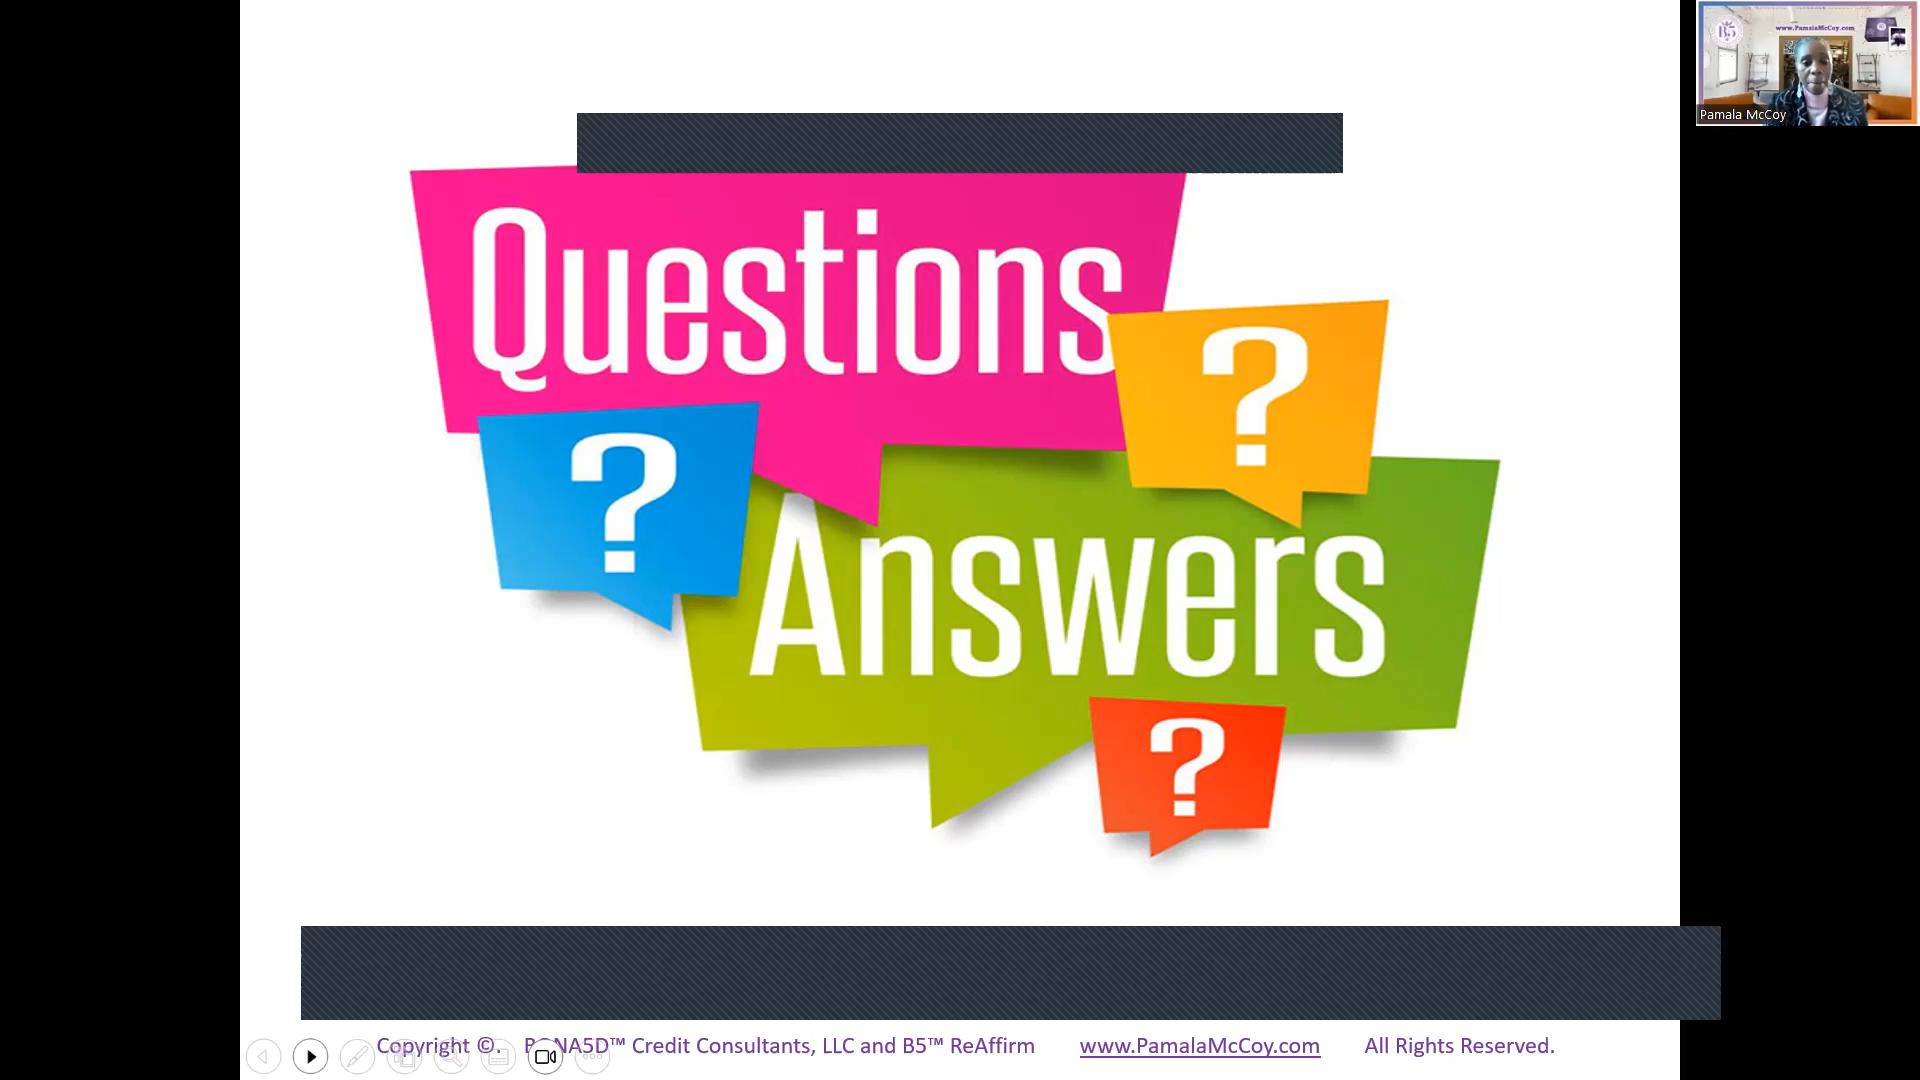 B5
www.PamalaMcCoy.com
Pamala McCoy
Questions
?
?
Answers
?
Copyright ©. Credit Consultants, LLC and B5™ ReAffirm www.PamalaMcCoy.com All Rights Reserved.